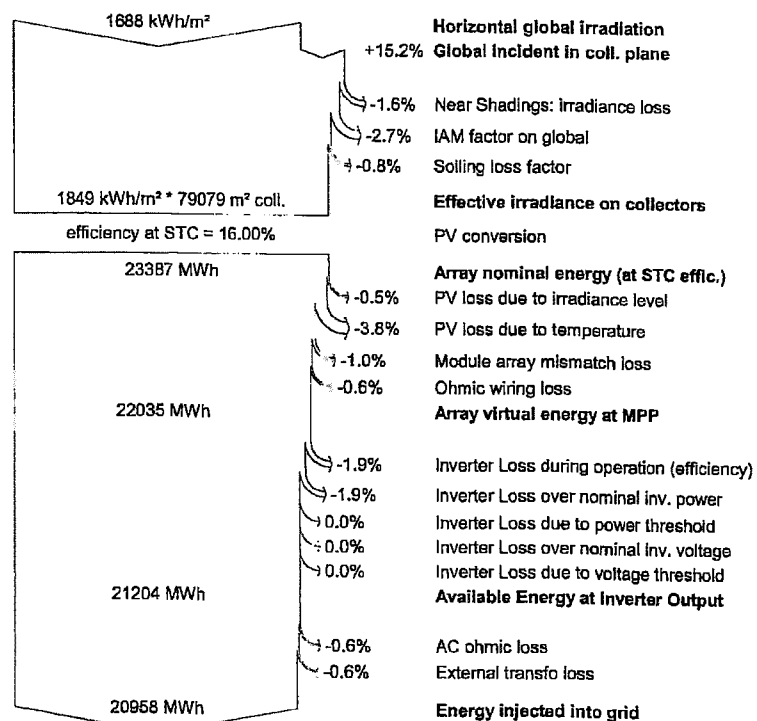 1688 kWh/m² Horizontal global irradiation
+15.2% Global incident in coll. plane
-1.6% Near Shadings: irradiance loss
-2.7% IAM factor on global
-0.8% Soiling loss factor
1849 kWh/m² * 79079 m² coll. Effective irradiance on collectors
efficiency at STC = 16.00% PV conversion
23387 MWh Array nominal energy (at STC effic.)
-0.5% PV loss due to irradiance level
-3.8% PV loss due to temperature
-1.0% Module array mismatch loss
-0.6% Ohmic wiring loss
22035 MWh Array virtual energy at MPP
-1.9% Inverter Loss during operation (efficiency)
-1.9% Inverter Loss over nominal inv. power
0.0% Inverter Loss due to power threshold
0.0% Inverter Loss over nominal inv. voltage
0.0% Inverter Loss due to voltage threshold
21204 MWh Available Energy at Inverter Output
-0.6% AC ohmic loss
-0.6% External transfo loss
20958 MWh Energy injected into grid